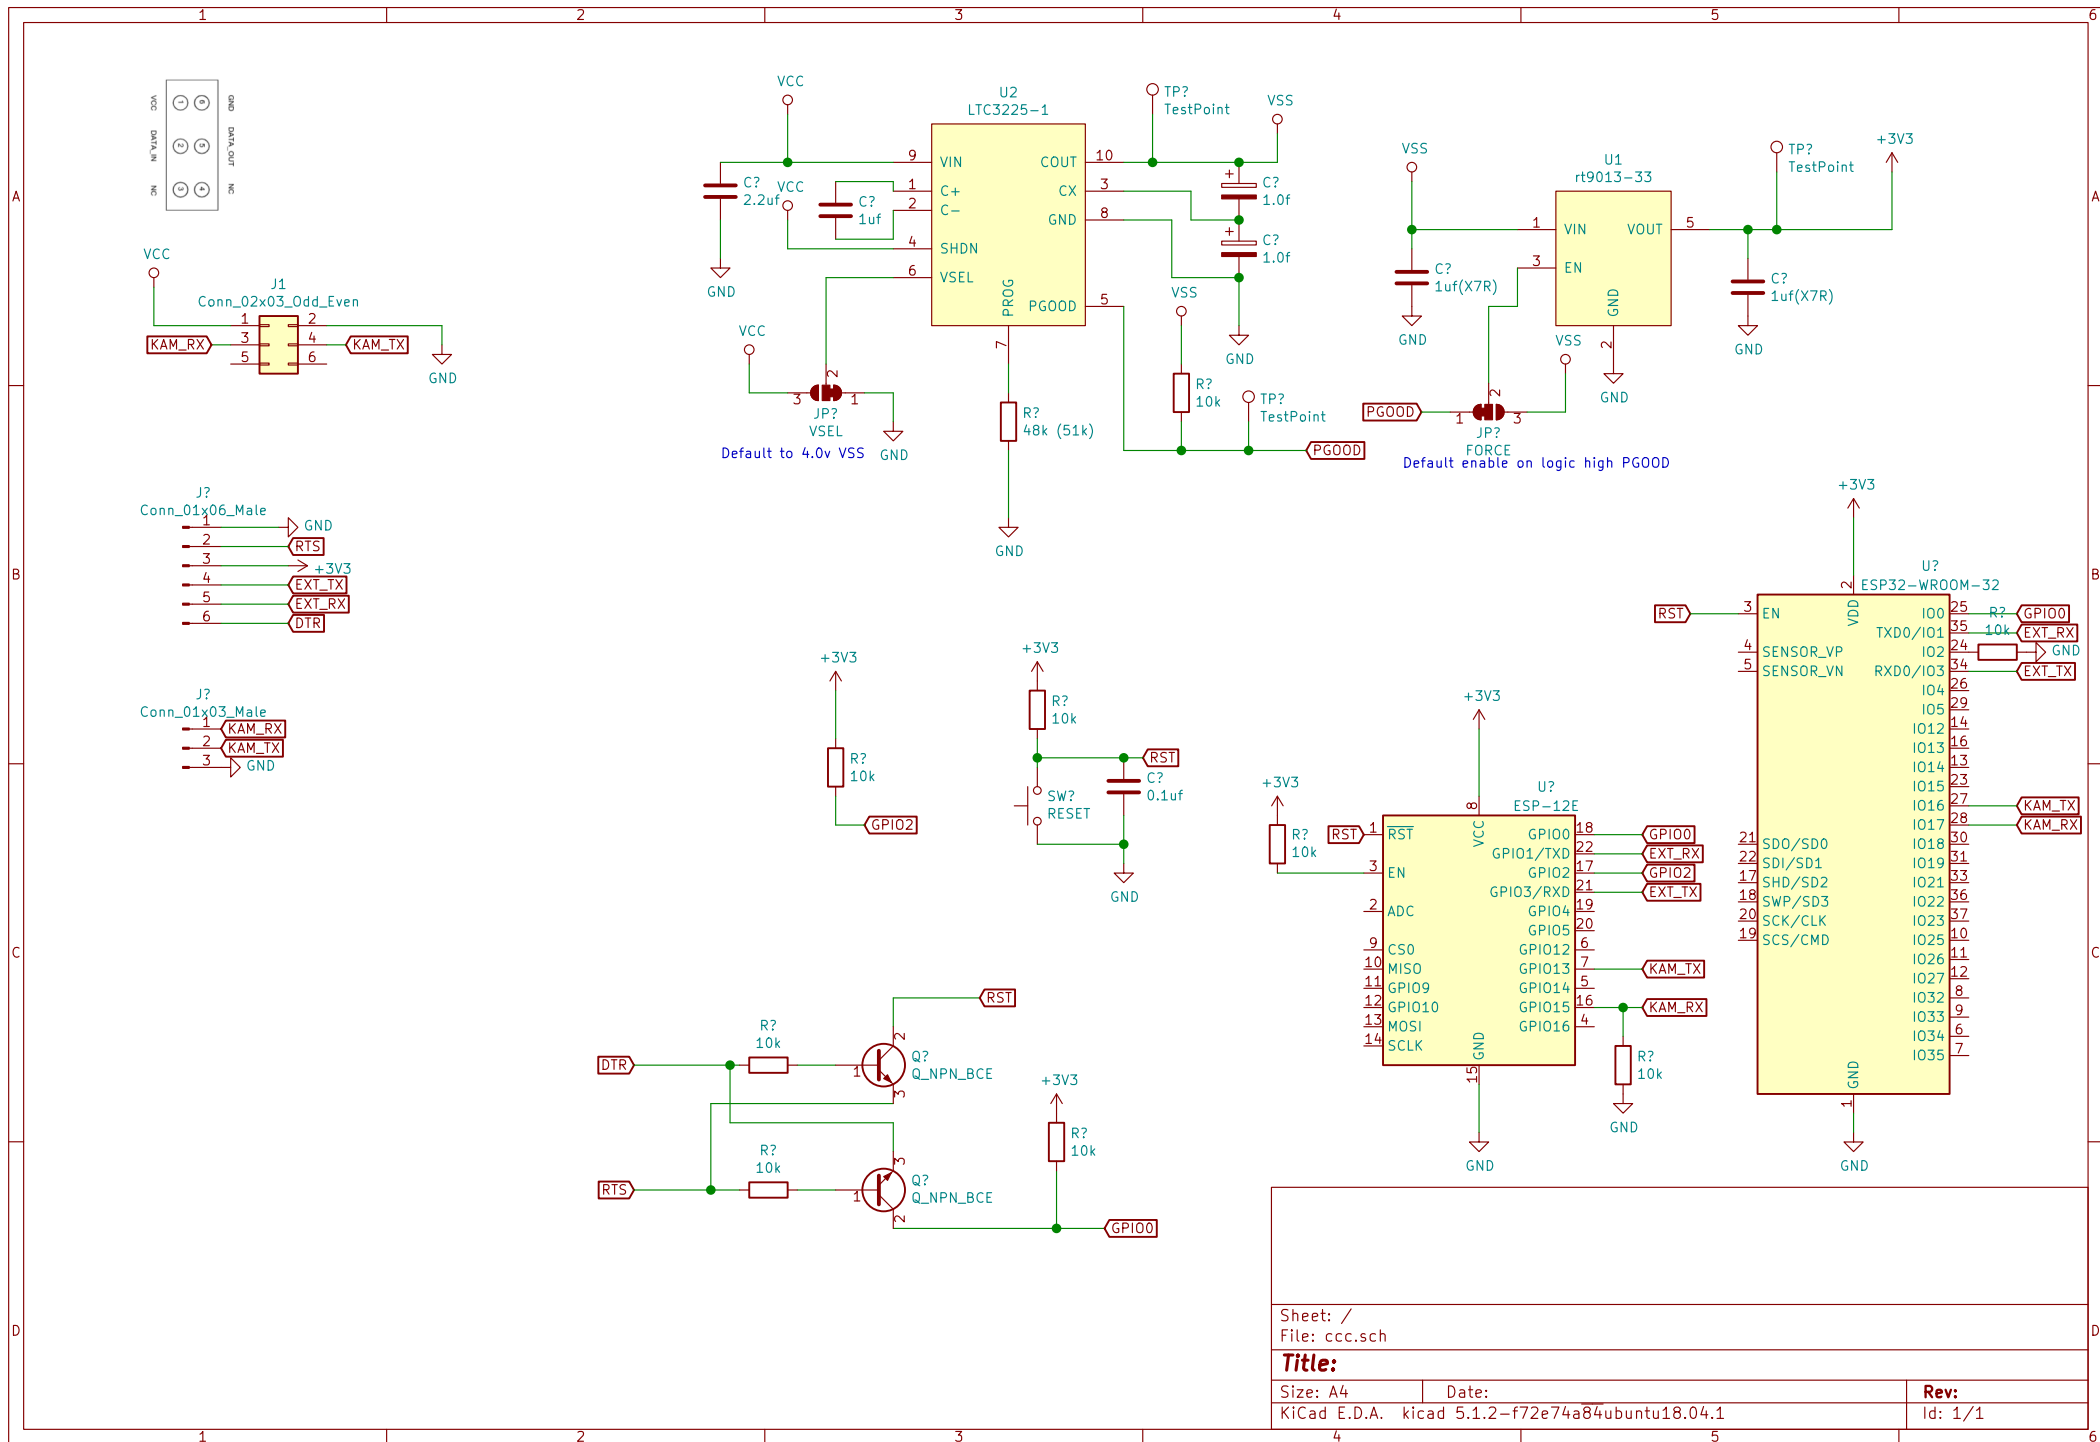 1 2 3 4 5 6
A
B
C
D
VCC DATA_IN NC
1 2 3
6 5 4
GND DATA_OUT NC
VCC
J1
Conn_02x03_Odd_Even
1 2
KAM_RX 3 4 KAM_TX
5 6
GND
J?
Conn_01x06_Male
1 GND
2 RTS
3 +3V3
4 EXT_TX
5 EXT_RX
6 DTR
J?
Conn_01x03_Male
1 KAM_RX
2 KAM_TX
3 GND
VCC
C?
2.2uf
GND
VCC
C?
1uf
U2
LTC3225-1
9 VIN
1 C+
2 C-
4 SHDN
6 VSEL
PROG
7
COUT 10
CX 3
GND 8
PGOOD 5
TP?
TestPoint
VSS
+
C?
1.0f
+
C?
1.0f
GND
VCC
3 2 1
JP?
VSEL
GND
Default to 4.0v VSS
R?
48k (51k)
GND
VSS
R?
10k
TP?
TestPoint
PGOOD
VSS
C?
1uf(X7R)
GND
U1
rt9013-33
1 VIN
3 EN
VOUT 5
GND
2
GND
TP?
TestPoint
+3V3
C?
1uf(X7R)
GND
VSS
PGOOD
1 2 3
JP?
FORCE
Default enable on logic high PGOOD
+3V3
R?
10k
GPIO2
+3V3
R?
10k
RST
SW?
RESET
C?
0.1uf
GND
DTR
R?
10k
1 2 3
Q?
Q_NPN_BCE
RST
RTS
R?
10k
1 3 2
Q?
Q_NPN_BCE
+3V3
R?
10k
GPIO0
+3V3
U?
ESP-12E
+3V3
R?
10k
8
VCC
RST 1 RST
3 EN
2 ADC
9 CS0
10 MISO
11 GPIO9
12 GPIO10
13 MOSI
14 SCLK
GPIO0 18 GPIO0
GPIO1/TXD 22 EXT_RX
GPIO2 17 GPIO2
GPIO3/RXD 21 EXT_TX
GPIO4 19
GPIO5 20
GPIO12 6
GPIO13 7 KAM_TX
GPIO14 5
GPIO15 16 KAM_RX
GPIO16 4
GND
15
GND
R?
10k
GND
+3V3
U?
ESP32-WROOM-32
2
VDD
RST 3 EN
4 SENSOR_VP
5 SENSOR_VN
21 SDO/SD0
22 SDI/SD1
17 SHD/SD2
18 SWP/SD3
20 SCK/CLK
19 SCS/CMD
IO0 25 GPIO0
TXD0/IO1 35 EXT_RX
R?
10k
IO2 24 GND
RXD0/IO3 34 EXT_TX
IO4 26
IO5 29
IO12 14
IO13 16
IO14 13
IO15 23
IO16 27 KAM_TX
IO17 28 KAM_RX
IO18 30
IO19 31
IO21 33
IO22 36
IO23 37
IO25 10
IO26 11
IO27 12
IO32 8
IO33 9
IO34 6
IO35 7
GND
1
GND
Sheet: /
File: ccc.sch
Title:
Size: A4 Date: Rev:
KiCad E.D.A. kicad 5.1.2-f72e74a84ubuntu18.04.1 Id: 1/1
A
B
C
D
1 2 3 4 5 6